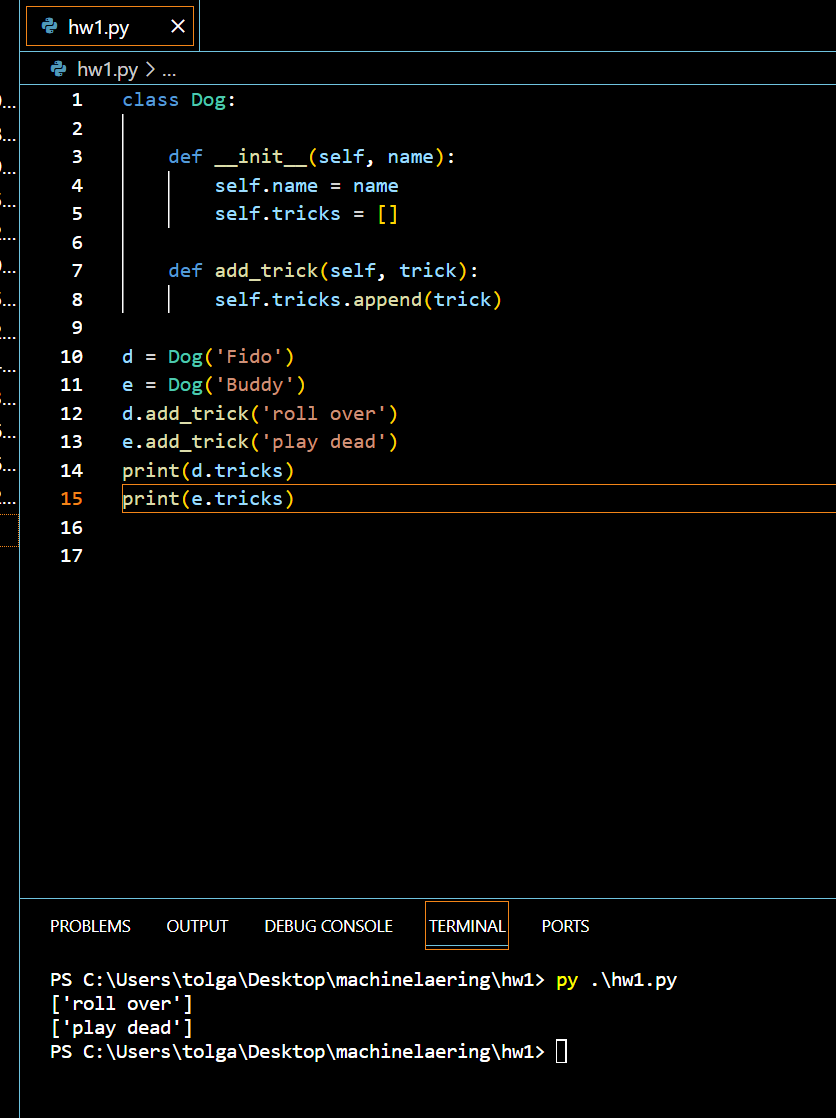 hw1.py
hw1.py > ...
1 class Dog:
2
3     def __init__(self, name):
4         self.name = name
5         self.tricks = []
6
7     def add_trick(self, trick):
8         self.tricks.append(trick)
9
10 d = Dog('Fido')
11 e = Dog('Buddy')
12 d.add_trick('roll over')
13 e.add_trick('play dead')
14 print(d.tricks)
15 print(e.tricks)
16
17
PROBLEMS OUTPUT DEBUG CONSOLE TERMINAL PORTS
PS C:\Users\tolga\Desktop\machinelaering\hw1> py .\hw1.py
['roll over']
['play dead']
PS C:\Users\tolga\Desktop\machinelaering\hw1>